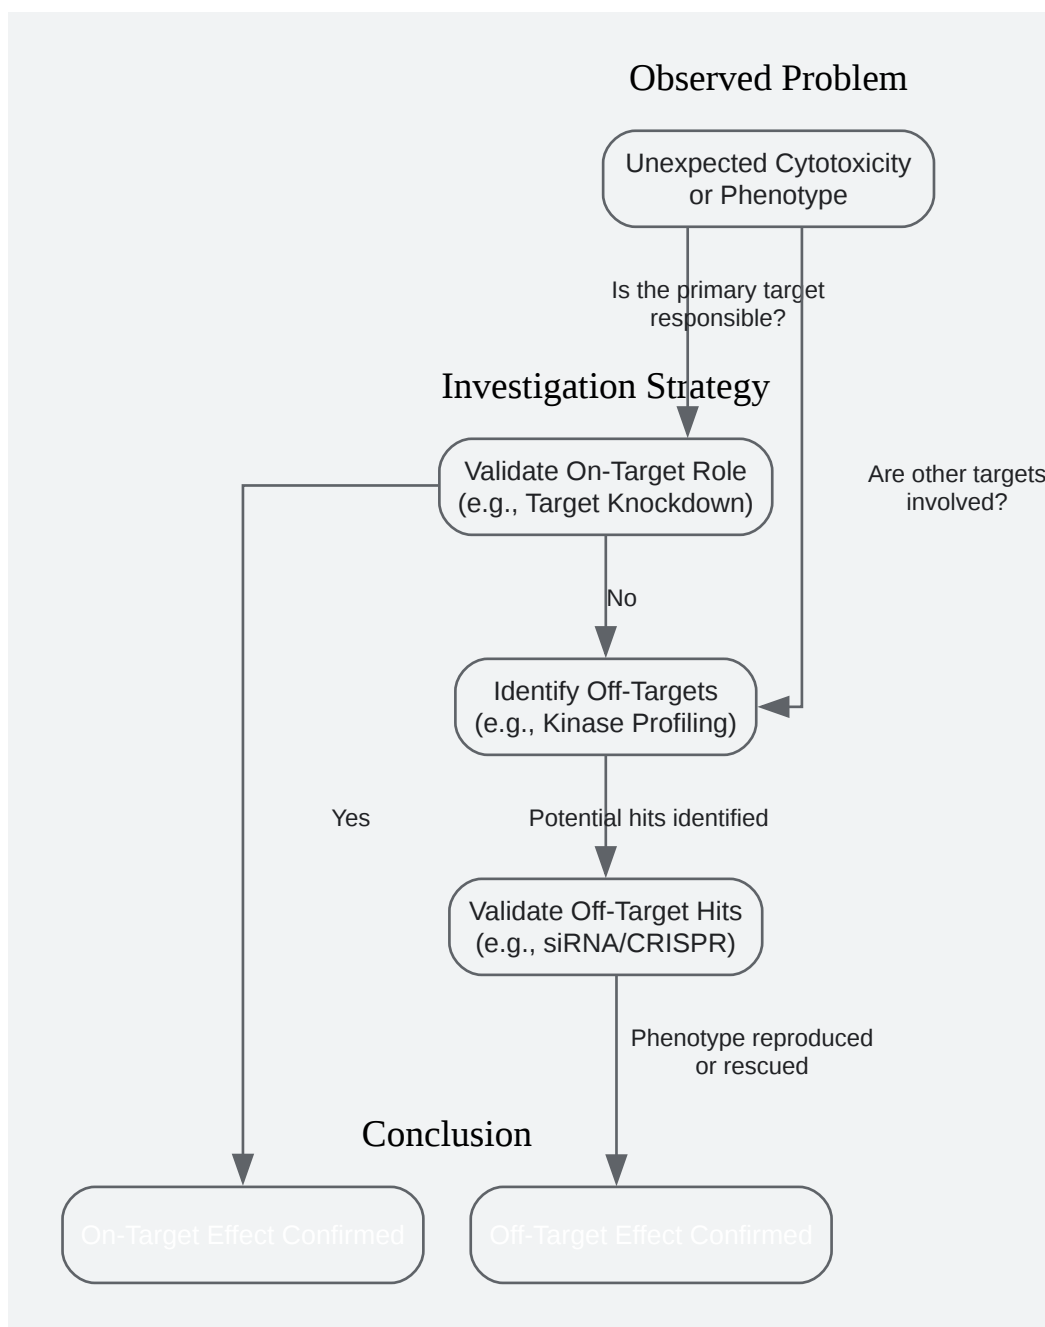 Observed Problem
Unexpected Cytotoxicity
or Phenotype
Is the primary target
responsible?
Investigation Strategy
Validate On-Target Role
(e.g., Target Knockdown)
Are other targets
involved?
No
Identify Off-Targets
(e.g., Kinase Profiling)
Yes
Potential hits identified
Validate Off-Target Hits
(e.g., siRNA/CRISPR)
Phenotype reproduced
or rescued
Conclusion
On-Target Effect Confirmed
Off-Target Effect Confirmed